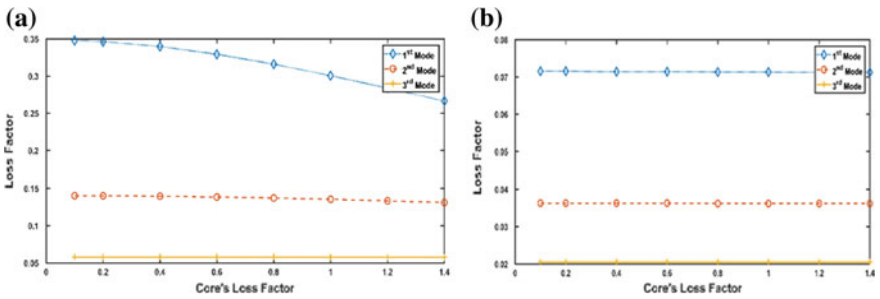 (a)
0.35
0.3
0.25
0.2
0.15
0.1
0.05
Loss Factor
1st Mode
2nd Mode
3rd Mode
0 0.2 0.4 0.6 0.8 1 1.2 1.4
Core's Loss Factor
(b)
0.08
0.07
0.06
0.05
0.04
0.03
0.02
Loss Factor
1st Mode
2nd Mode
3rd Mode
0 0.2 0.4 0.6 0.8 1 1.2 1.4
Core's Loss Factor